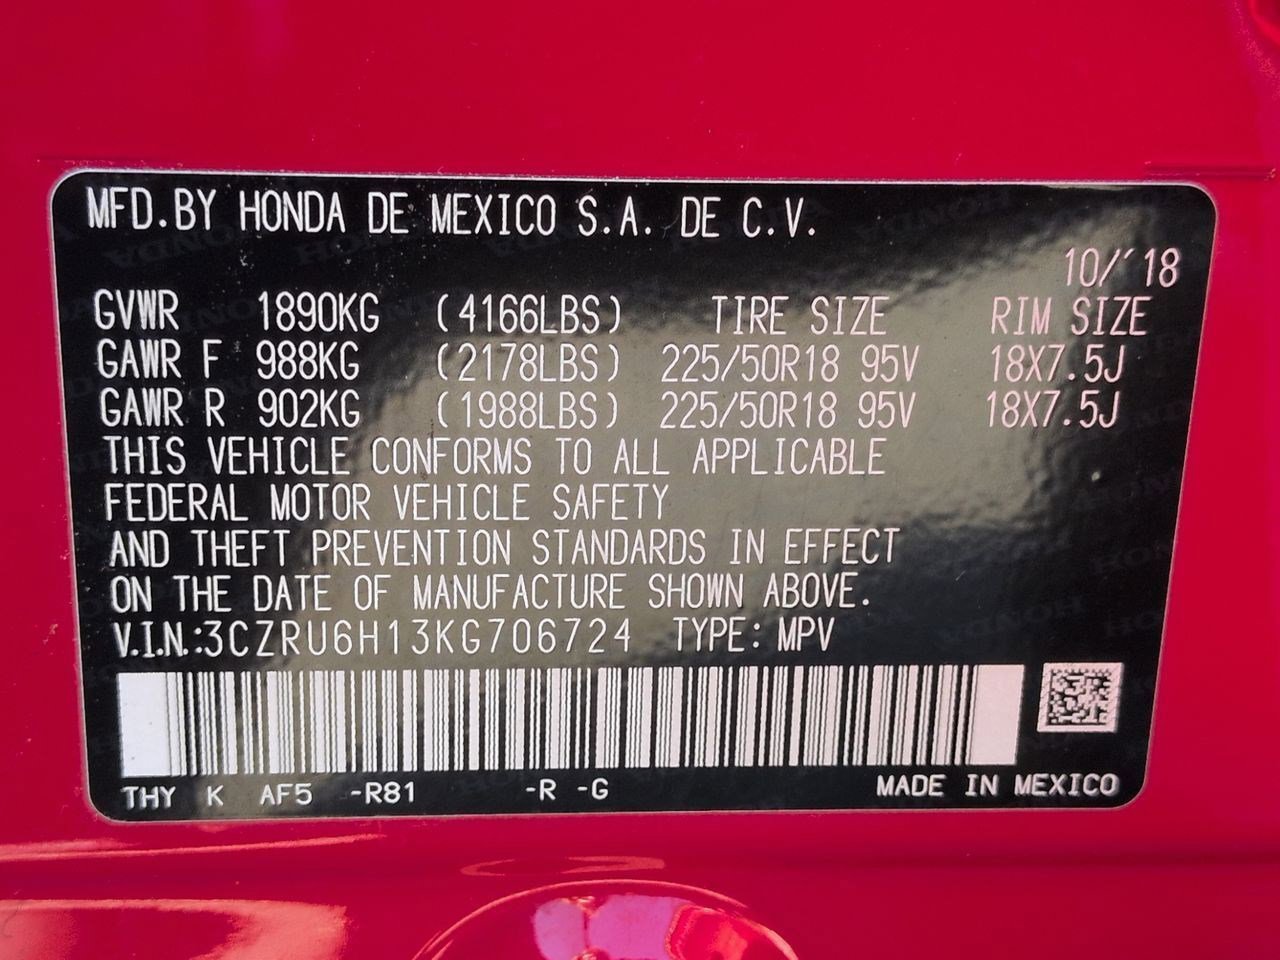 MFD.BY HONDA DE MEXICO S.A. DE C.V.
10/'18
GVWR 1890KG (4166LBS) TIRE SIZE RIM SIZE
GAWR F 988KG (2178LBS) 225/50R18 95V 18X7.5J
GAWR R 902KG (1988LBS) 225/50R18 95V 18X7.5J
THIS VEHICLE CONFORMS TO ALL APPLICABLE
FEDERAL MOTOR VEHICLE SAFETY
AND THEFT PREVENTION STANDARDS IN EFFECT
ON THE DATE OF MANUFACTURE SHOWN ABOVE.
V.I.N.:3CZRU6H13KG706724 TYPE: MPV
THY K AF5 -R81 -R -G MADE IN MEXICO